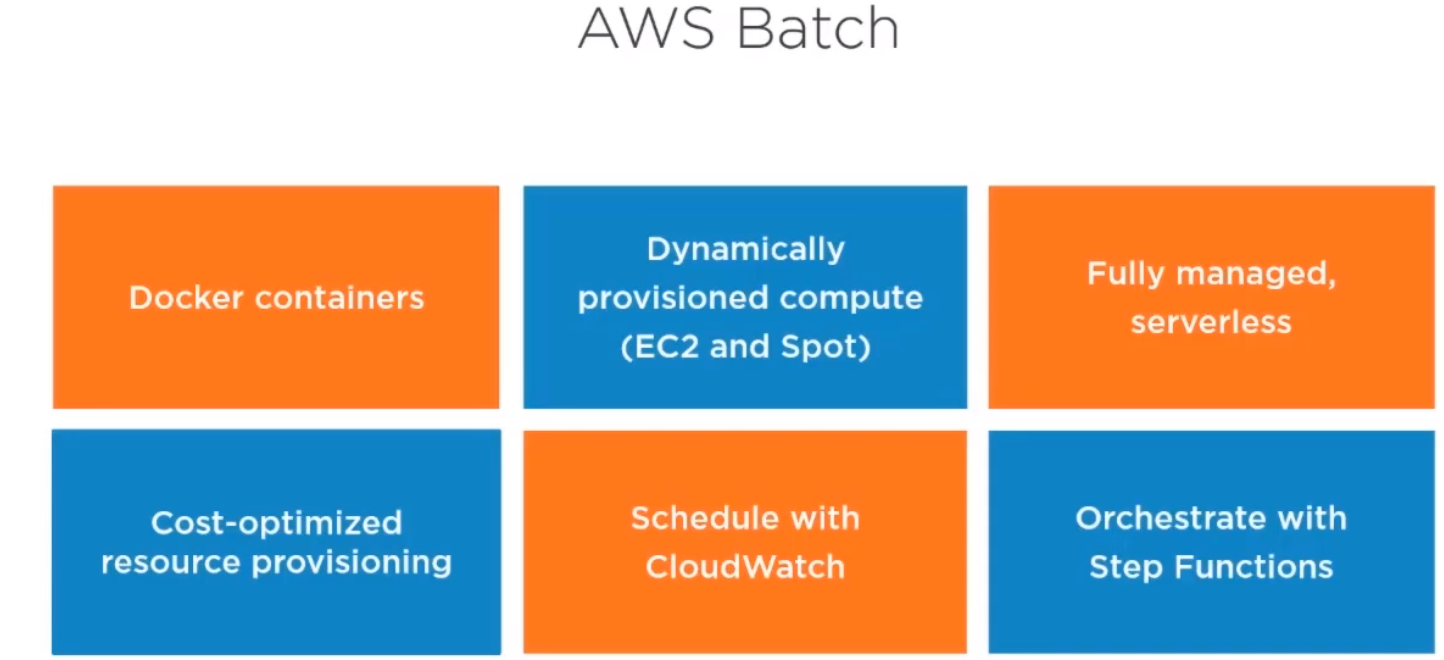 AWS Batch
Docker containers
Dynamically
provisioned compute
(EC2 and Spot)
Fully managed,
serverless
Cost-optimized
resource provisioning
Schedule with
CloudWatch
Orchestrate with
Step Functions